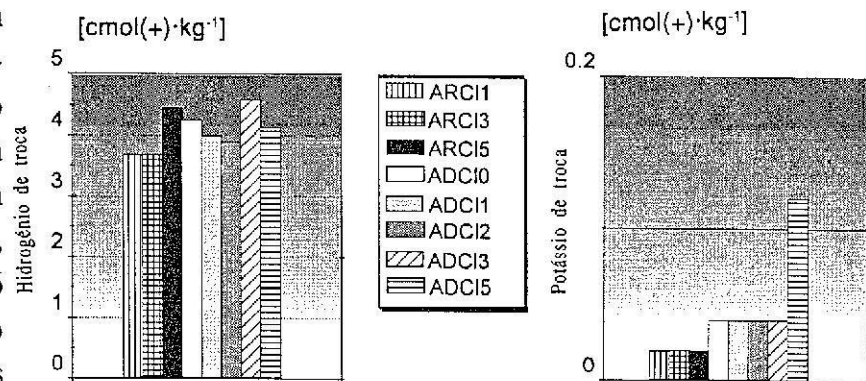 [cmol(+)·kg⁻¹]
Hidrogénio de troca
5
4
3
2
1
0
ARCI1
ARCI3
ARCI5
ADCI0
ADCI1
ADCI2
ADCI3
ADCI5
[cmol(+)·kg⁻¹]
Potássio de troca
0.2
0